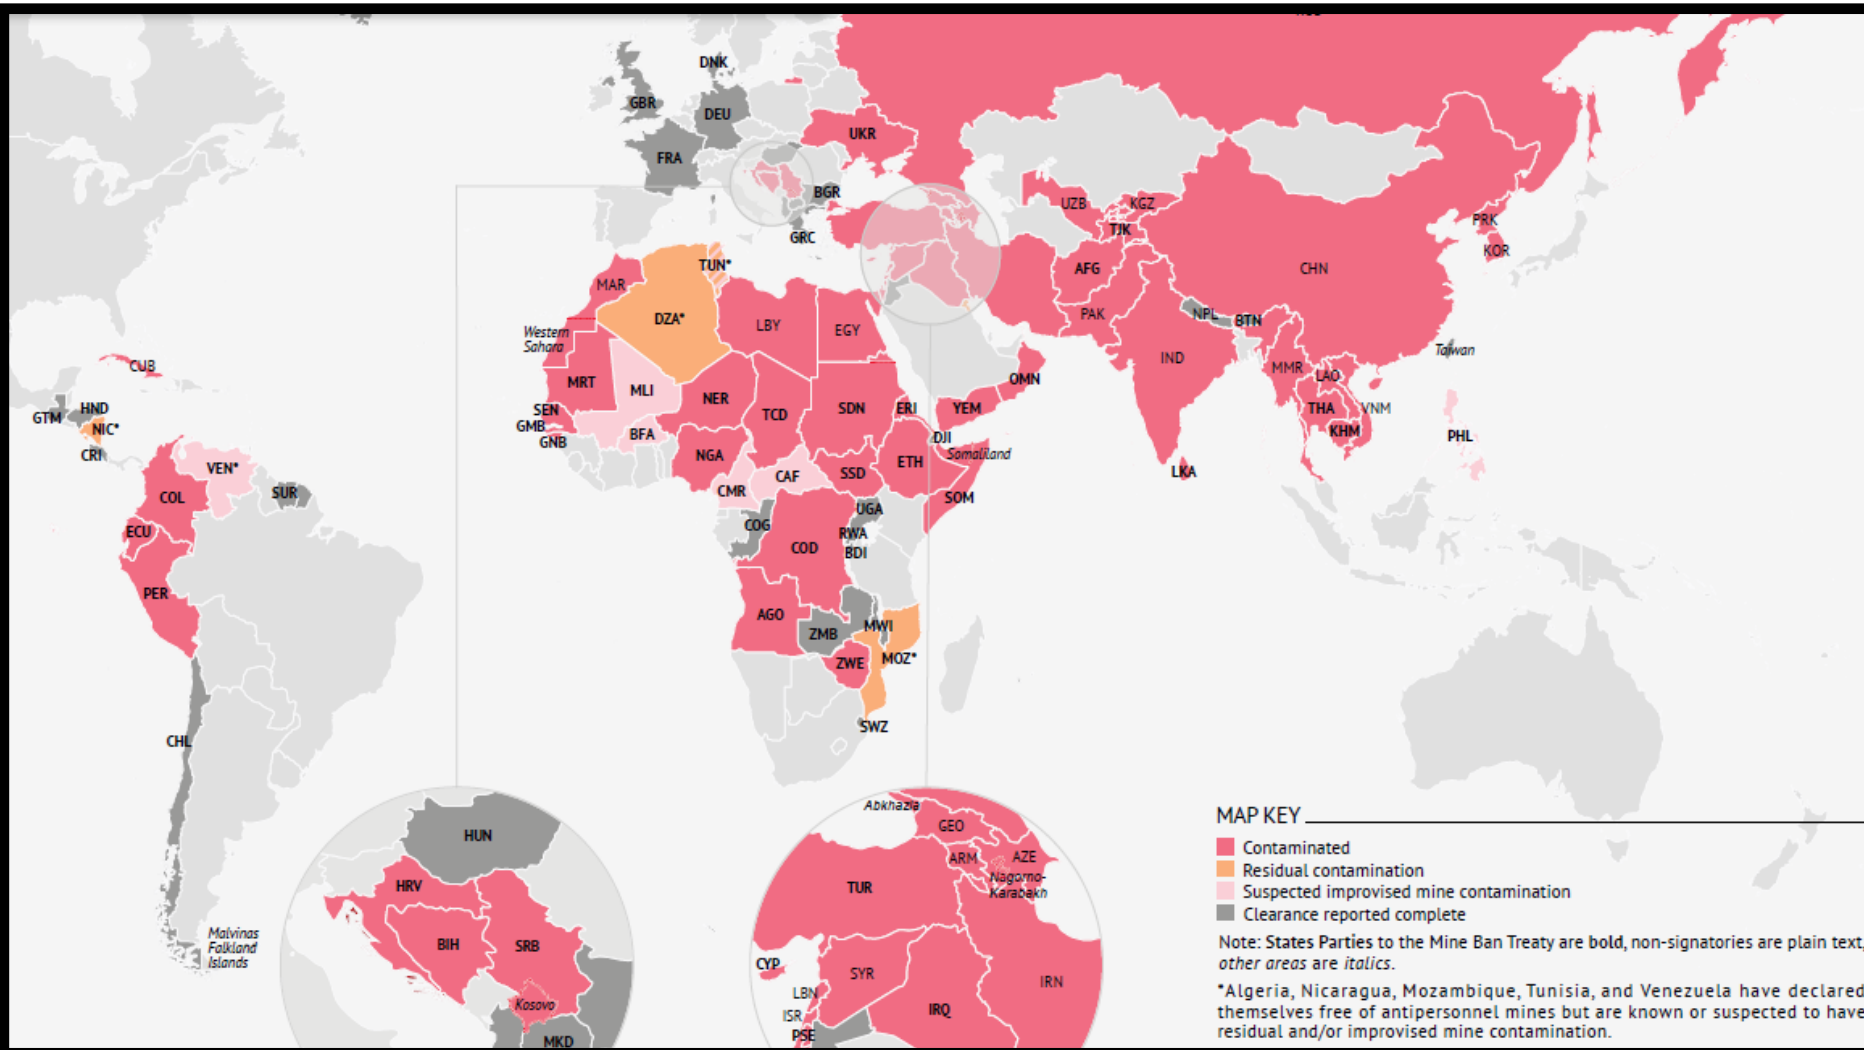 DNK
GBR
DEU
FRA
UKR
BGR
GRC
UZB
KGZ
TJK
PRK
KOR
AFG
CHN
PAK
NPL
BTN
IND
Taiwan
MMR
LAO
THA
VNM
KHM
PHL
LKA
TUN*
MAR
DZA*
LBY
EGY
Western
Sahara
MRT
MLI
NER
TCD
SDN
ERI
YEM
OMN
SEN
GMB
GNB
BFA
NGA
DJI
Somaliland
ETH
CMR
CAF
SSD
SOM
COG
UGA
RWA
BDI
COD
AGO
ZMB
MWI
ZWE
MOZ*
SWZ
CUB
GTM
HND
NIC*
CRI
VEN*
COL
SUR
ECU
PER
CHL
Malvinas
Falkland
Islands
HUN
HRV
BIH
SRB
Kosovo
MKD
Abkhazia
GEO
ARM
AZE
Nagorno-
Karabakh
TUR
CYP
SYR
LBN
ISR
PSE
IRQ
IRN
MAP KEY
Contaminated
Residual contamination
Suspected improvised mine contamination
Clearance reported complete
Note: States Parties to the Mine Ban Treaty are bold, non-signatories are plain text,
other areas are italics.
*Algeria, Nicaragua, Mozambique, Tunisia, and Venezuela have declared
themselves free of antipersonnel mines but are known or suspected to have
residual and/or improvised mine contamination.